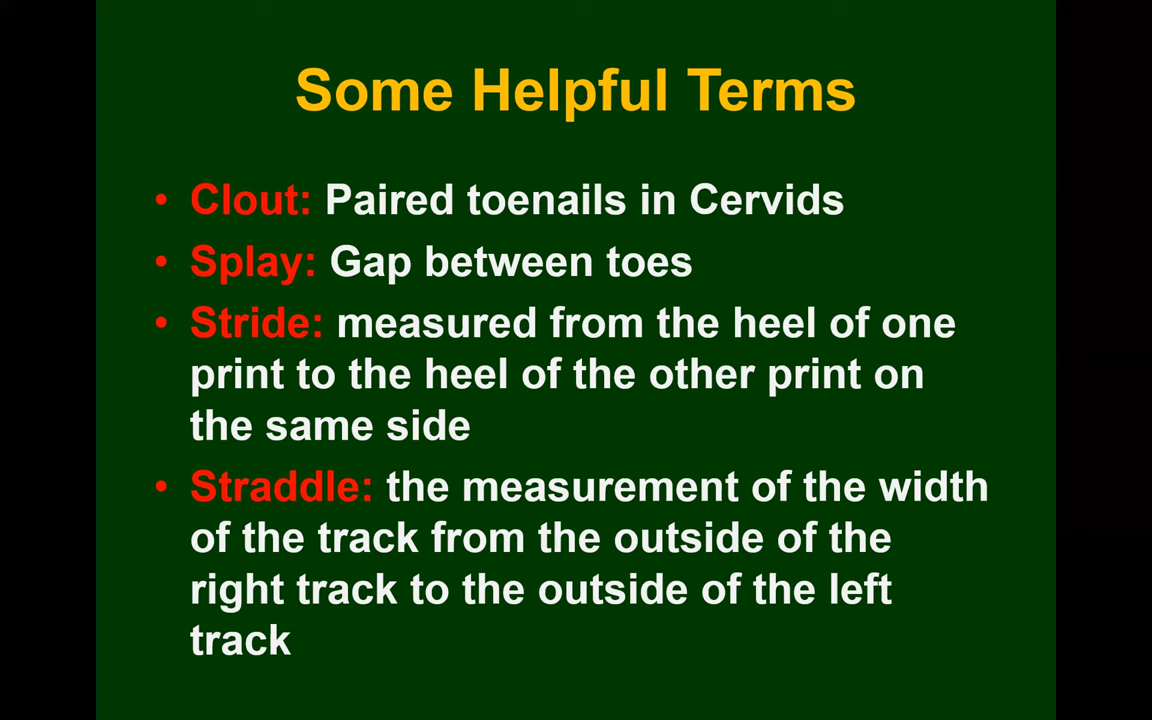 Some Helpful Terms
• Clout: Paired toenails in Cervids
• Splay: Gap between toes
• Stride: measured from the heel of one
print to the heel of the other print on
the same side
• Straddle: the measurement of the width
of the track from the outside of the
right track to the outside of the left
track